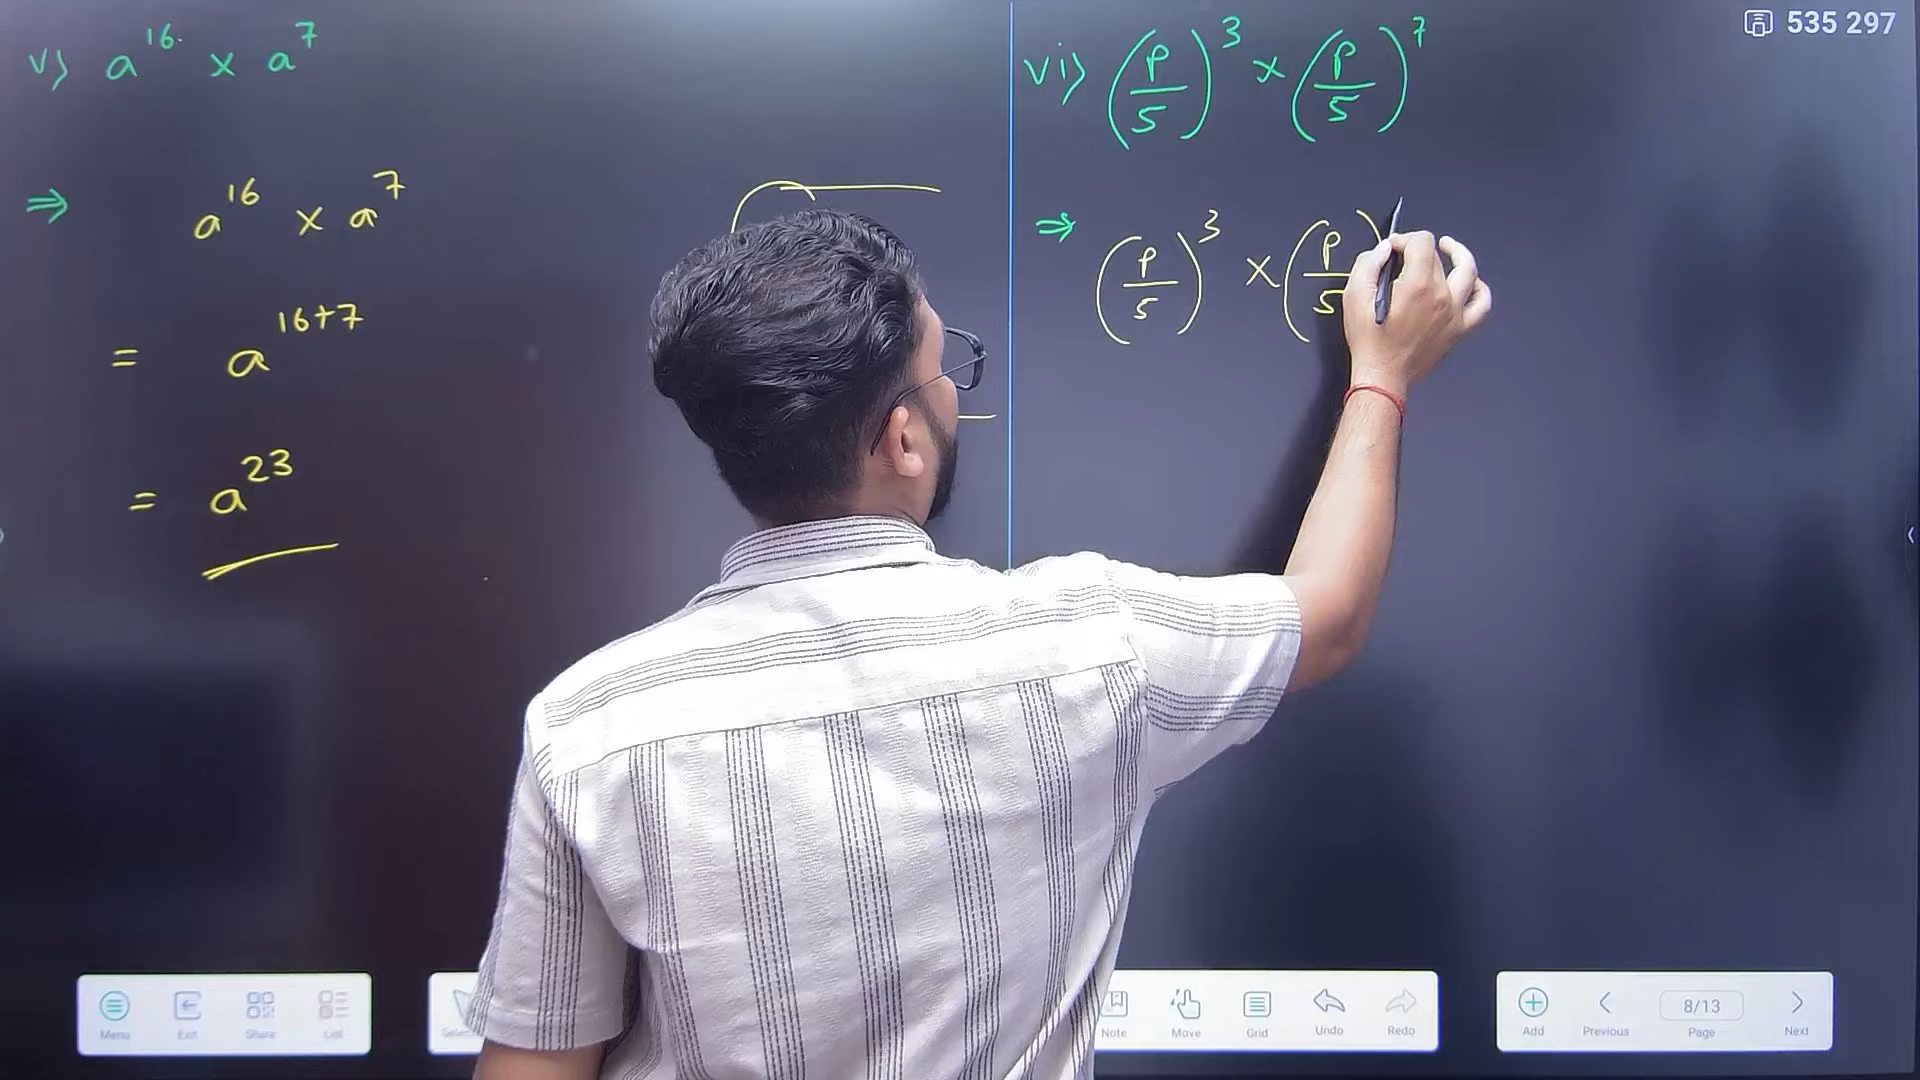 535 297
v) a^16 × a^7
⇒ a^16 × a^7
= a^16+7
= a^23
vi) (p/5)^3 × (p/5)^7
⇒ (p/5)^3 × (p/5)
Menu Exit Share List
Select
Note Move Grid Undo Redo
Add Previous 8/13 Page Next